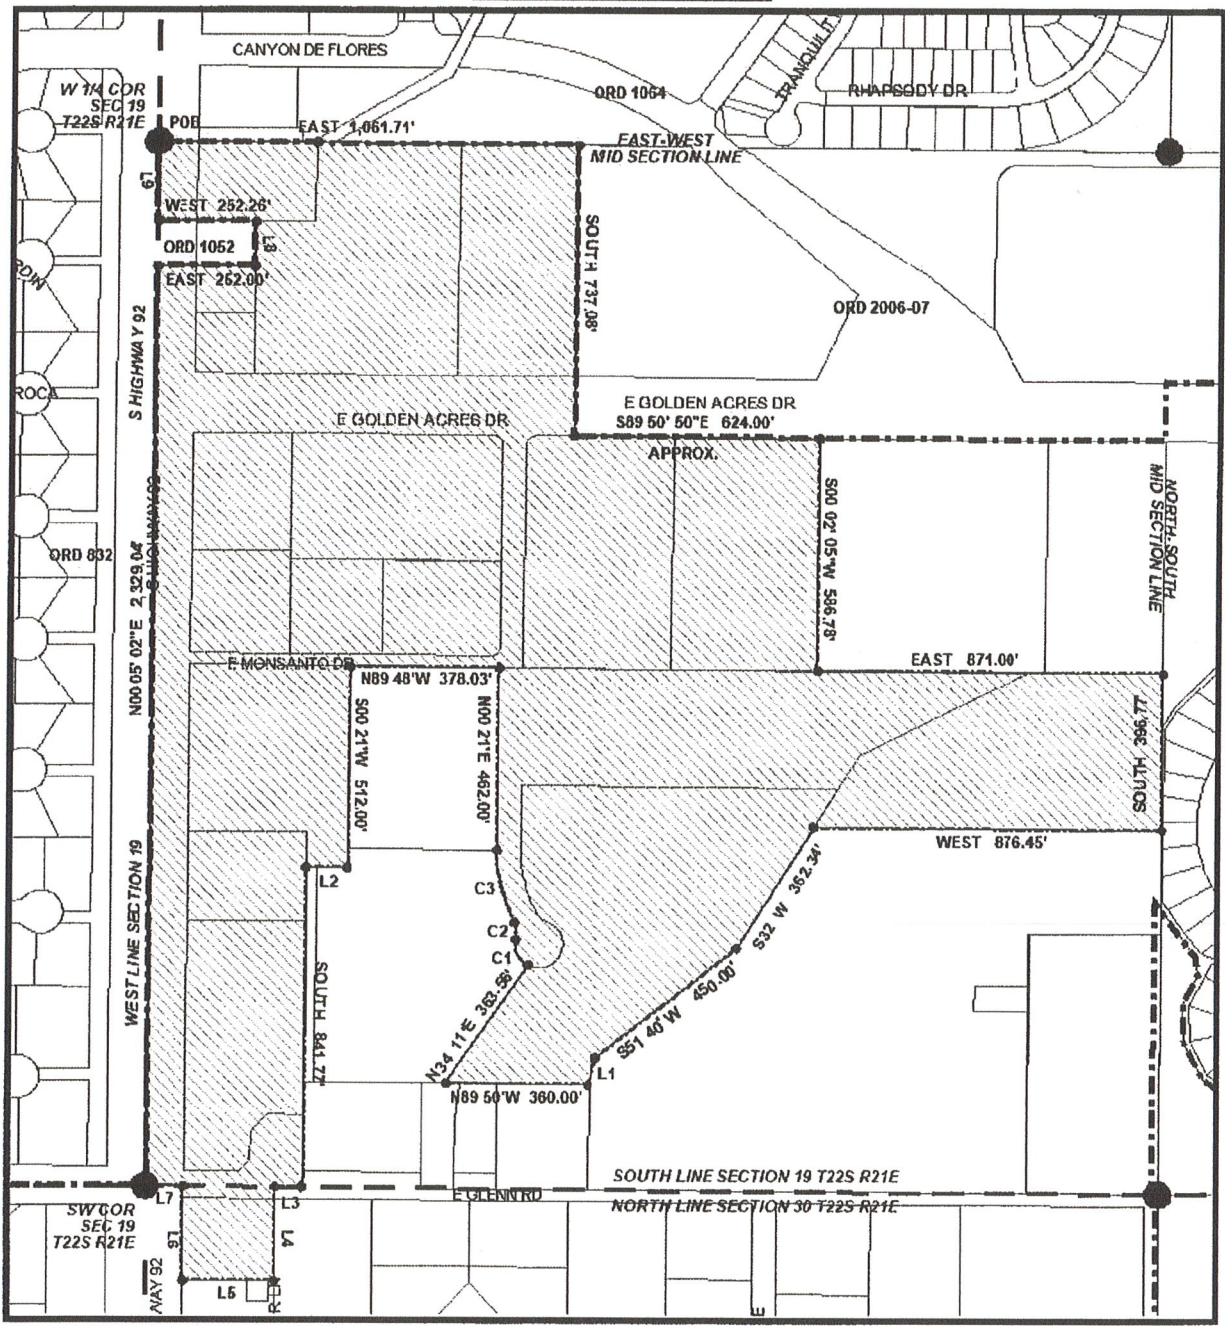 CANYON DE FLORES
TRANQUILIT
ORD 1064
RHAPSODY DR
W 1/4 COR
SEC 19
T22S R21E
POB
EAST 1,061.71'
EAST-WEST
MID SECTION LINE
L9
WEST 252.26'
ORD 1052
L8
EAST 252.00'
RDIN
SOUTH 737.08'
ORD 2006-07
S HIGHWAY 92
ROCA
E GOLDEN ACRES DR
E GOLDEN ACRES DR
S89 50' 50"E 624.00'
APPROX.
NORTH-SOUTH
MID SECTION LINE
S00 02' 05"W 586.78'
ORD 832
S HIGHWAY 92
N00 05' 02"E 2,329.04'
E MONSANTO DR
N89 48'W 378.03'
EAST 871.00'
S00 21'W 512.00'
N00 21'E 462.00'
SOUTH 396.77'
WEST 876.45'
S32 W 362.34'
L2
C3
C2
C1
WEST LINE SECTION 19
SOUTH 841.77'
N34 11'E 363.56'
S51 40'W 450.00'
L1
N89 50'W 360.00'
SOUTH LINE SECTION 19 T22S R21E
E GLENN RD
NORTH LINE SECTION 30 T22S R21E
L7
L3
SW COR
SEC 19
T22S R21E
L6
L4
L5
WAY 92
R D
E